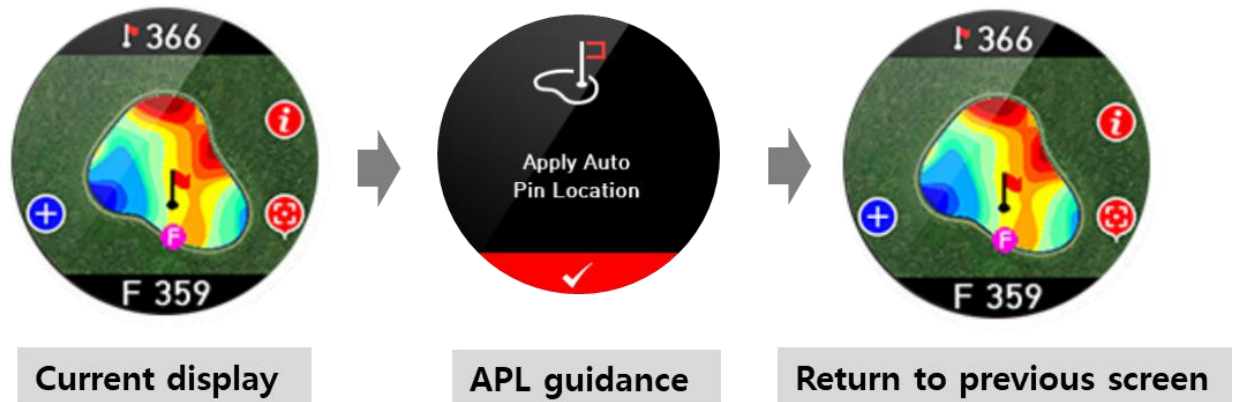 366
i
+
F
F 359
Current display
Apply Auto
Pin Location
APL guidance
366
i
+
F
F 359
Return to previous screen